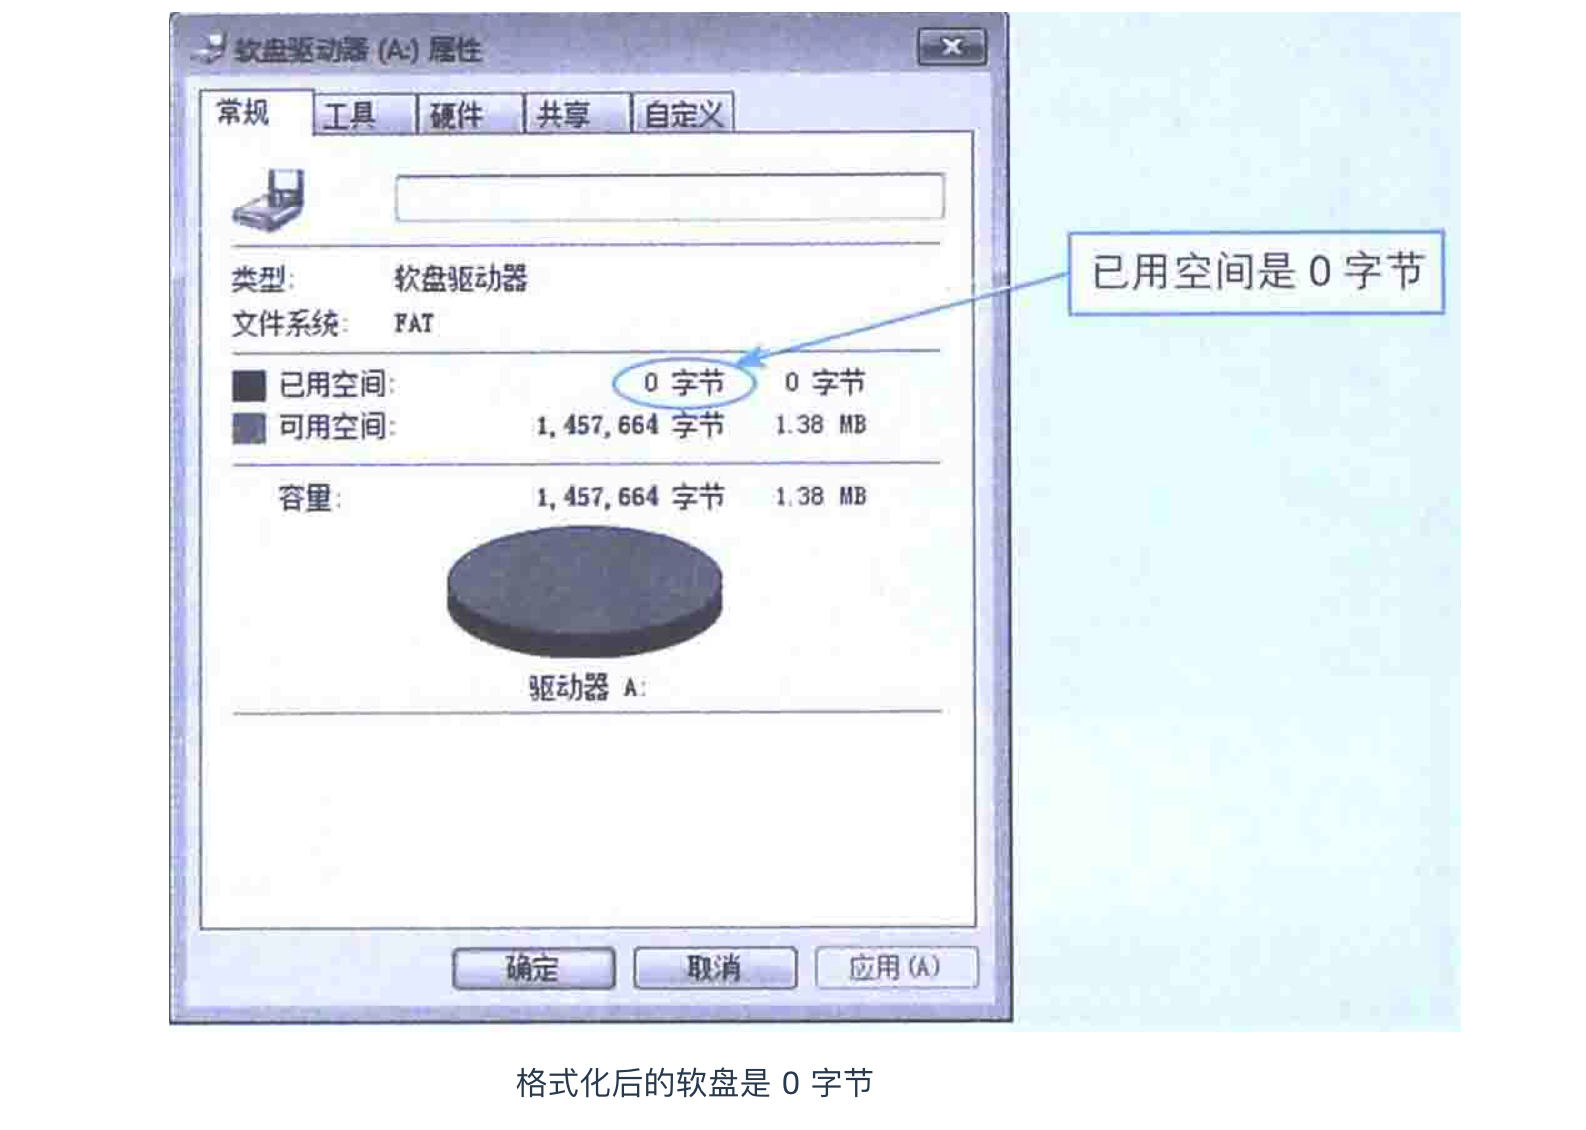 软盘驱动器 (A:) 属性
常规 工具 硬件 共享 自定义
类型: 软盘驱动器
文件系统: FAT
已用空间: 0 字节 0 字节
可用空间: 1,457,664 字节 1.38 MB
容量: 1,457,664 字节 1.38 MB
驱动器 A:
确定 取消 应用(A)
已用空间是 0 字节
格式化后的软盘是 0 字节